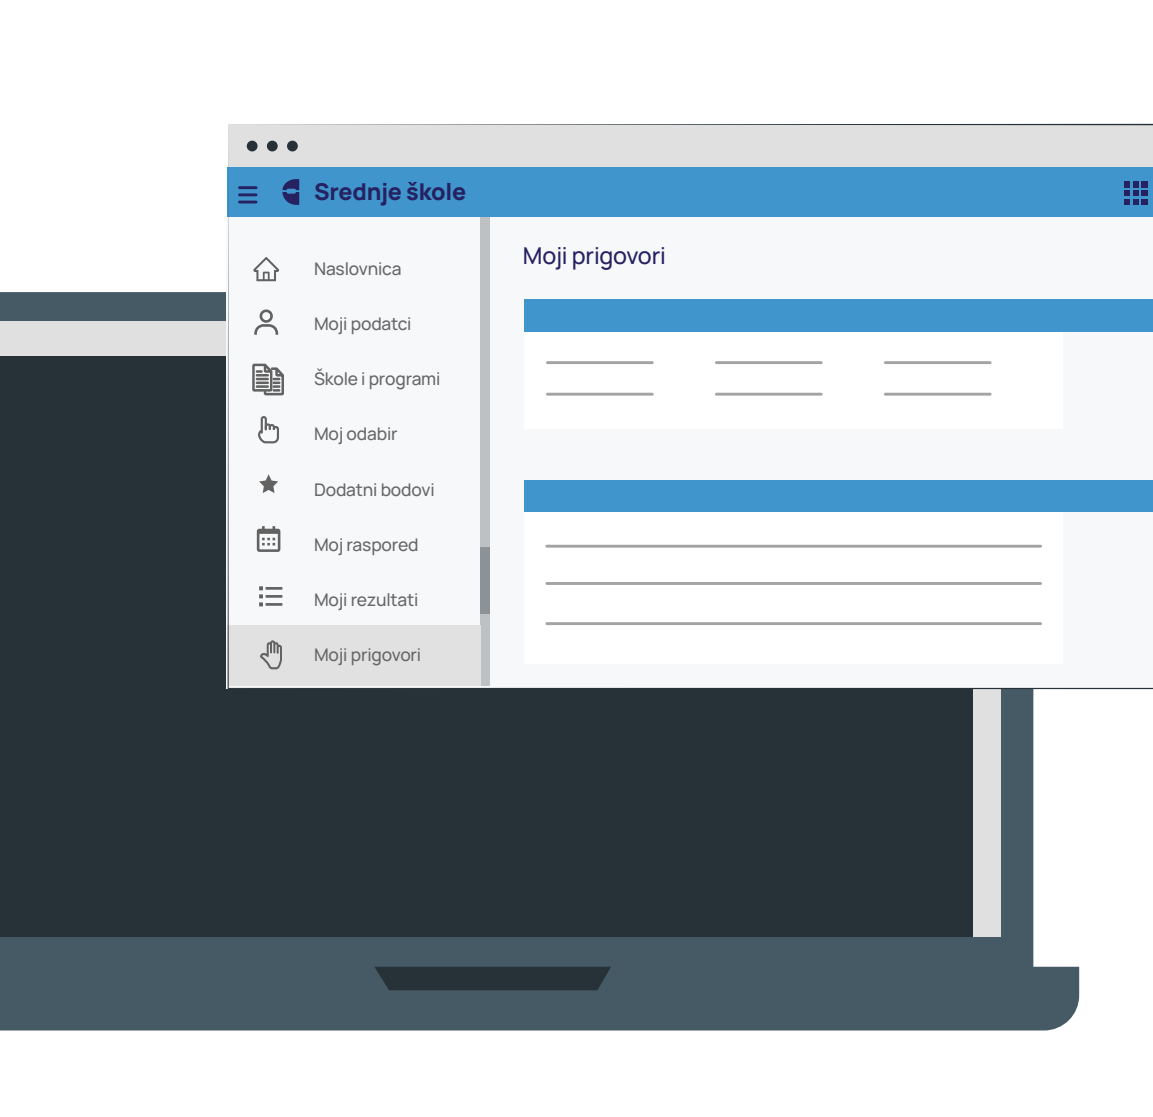 Srednje škole
Naslovnica
Moji podatci
Škole i programi
Moj odabir
Dodatni bodovi
Moj raspored
Moji rezultati
Moji prigovori
Moji prigovori